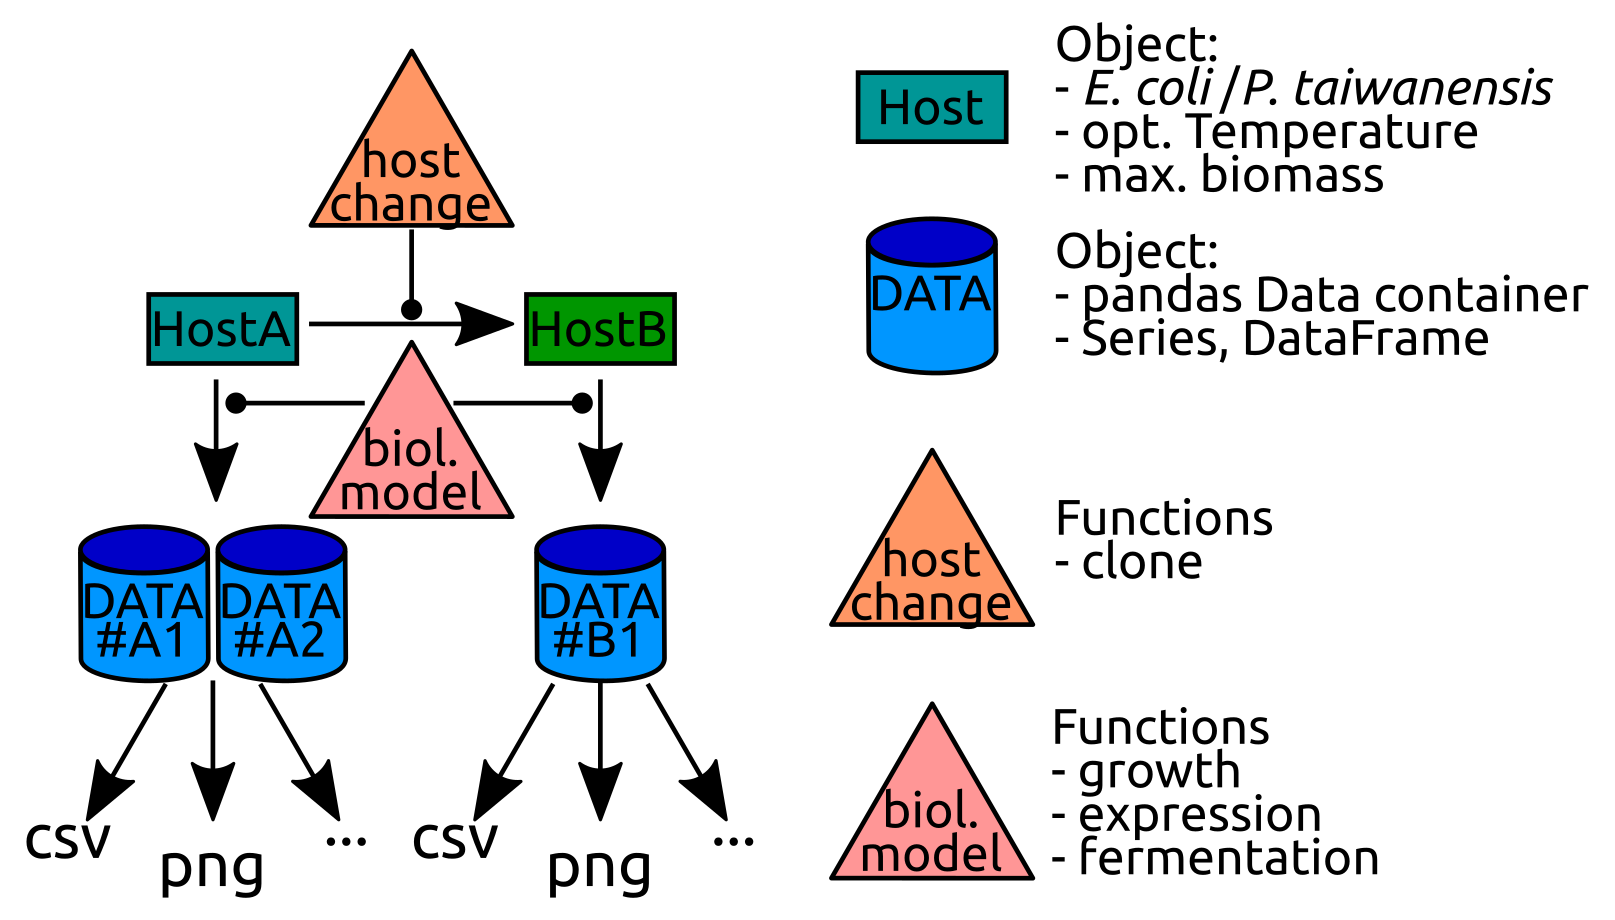 host
change
HostA
HostB
biol.
model
DATA
#A1
DATA
#A2
DATA
#B1
csv
png
...
csv
png
...
Host
Object:
- E. coli /P. taiwanensis
- opt. Temperature
- max. biomass
DATA
Object:
- pandas Data container
- Series, DataFrame
host
change
Functions
- clone
biol.
model
Functions
- growth
- expression
- fermentation